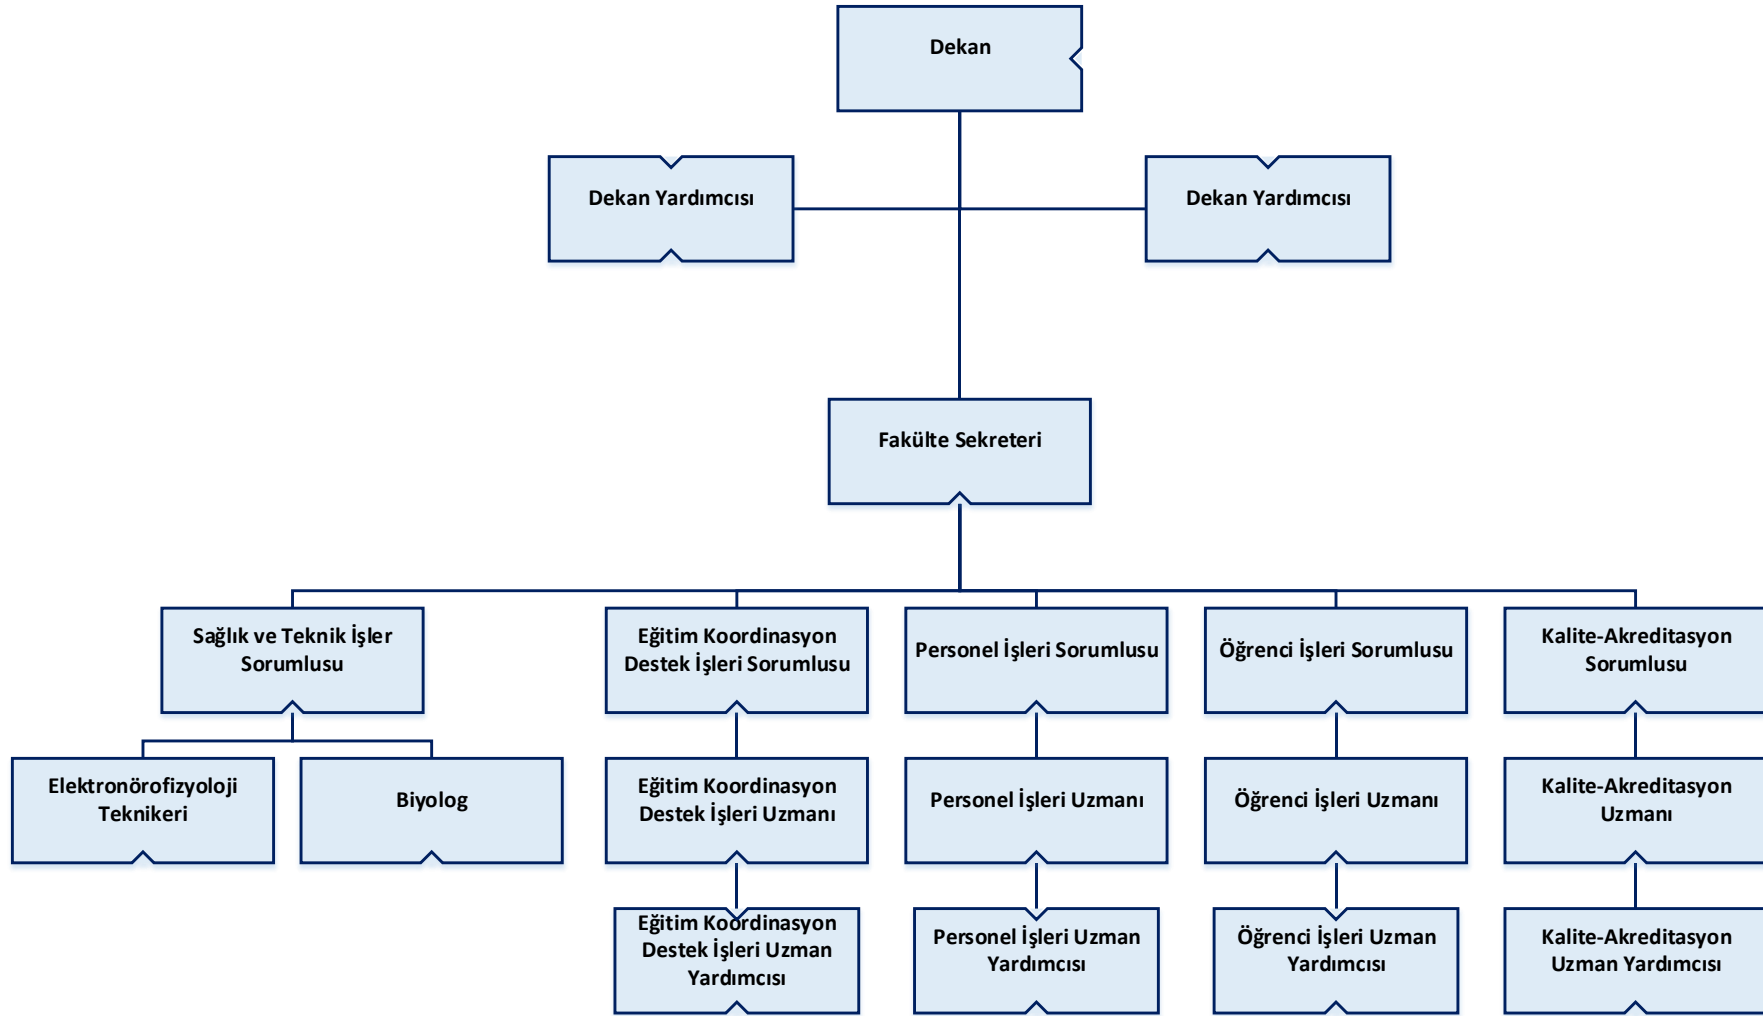 Dekan
Dekan Yardımcısı
Dekan Yardımcısı
Fakülte Sekreteri
Sağlık ve Teknik İşler
Sorumlusu
Eğitim Koordinasyon
Destek İşleri Sorumlusu
Personel İşleri Sorumlusu
Öğrenci İşleri Sorumlusu
Kalite-Akreditasyon
Sorumlusu
Elektronörofizyoloji
Teknikeri
Biyolog
Eğitim Koordinasyon
Destek İşleri Uzmanı
Personel İşleri Uzmanı
Öğrenci İşleri Uzmanı
Kalite-Akreditasyon
Uzmanı
Eğitim Koordinasyon
Destek İşleri Uzman
Yardımcısı
Personel İşleri Uzman
Yardımcısı
Öğrenci İşleri Uzman
Yardımcısı
Kalite-Akreditasyon
Uzman Yardımcısı